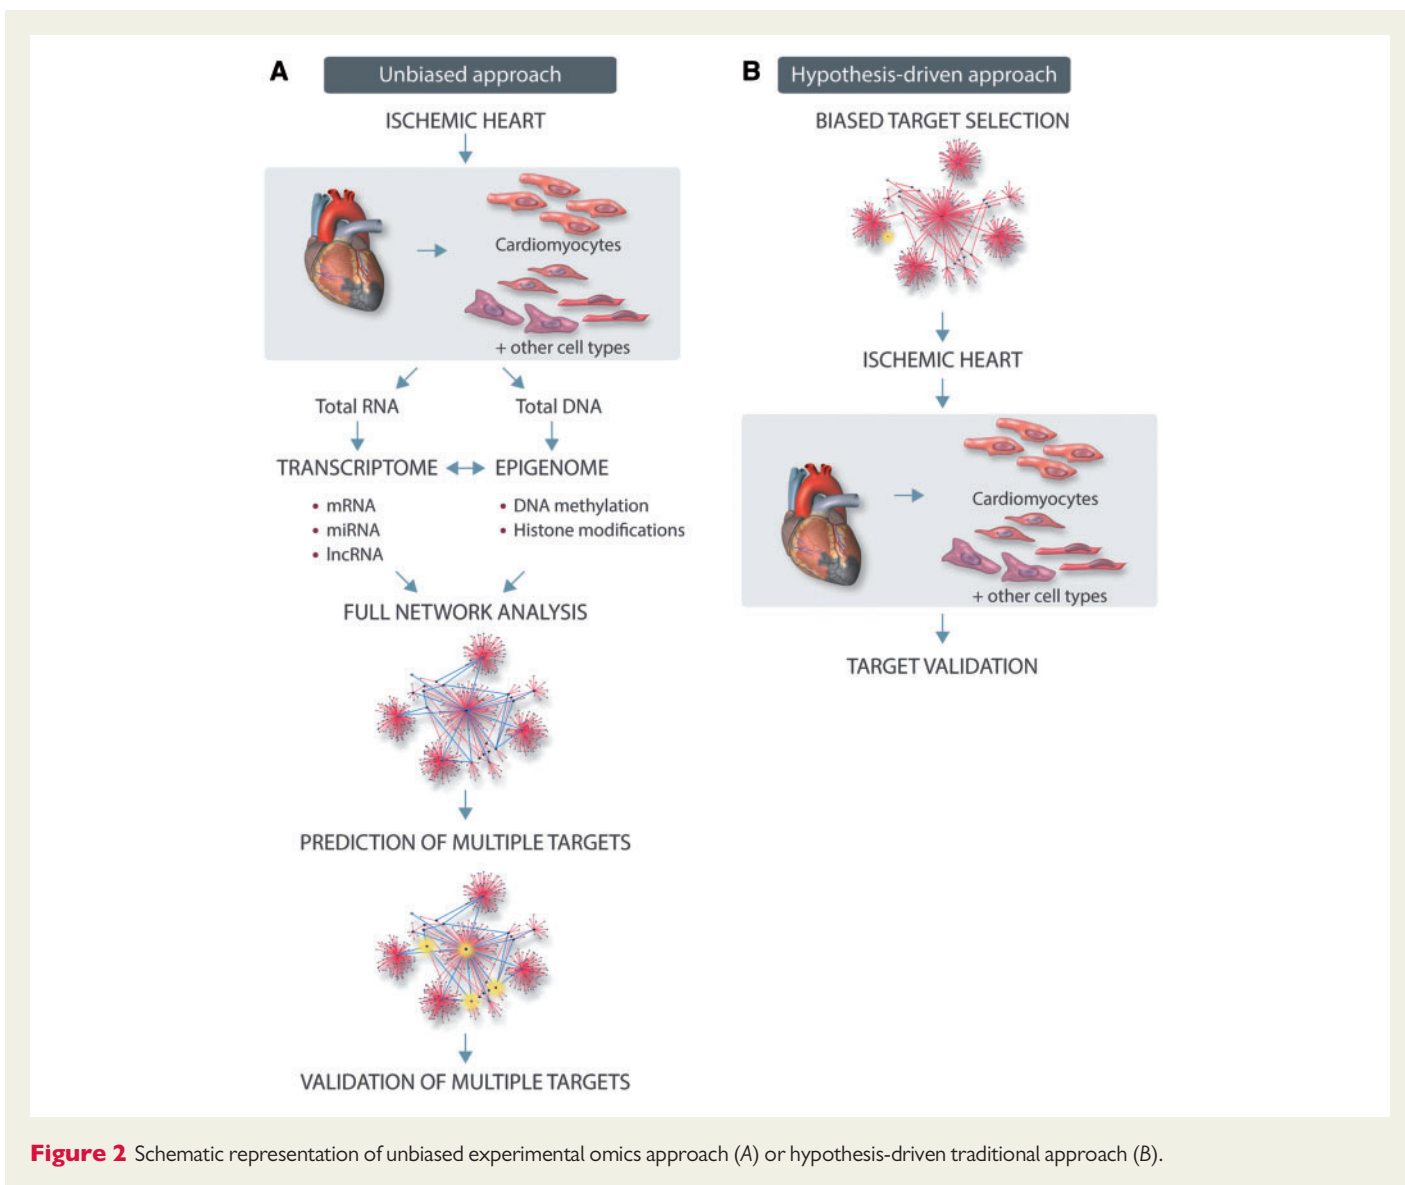 A
Unbiased approach
ISCHEMIC HEART
Cardiomyocytes
+ other cell types
Total RNA
Total DNA
TRANSCRIPTOME
EPIGENOME
• mRNA
• miRNA
• lncRNA
• DNA methylation
• Histone modifications
FULL NETWORK ANALYSIS
PREDICTION OF MULTIPLE TARGETS
VALIDATION OF MULTIPLE TARGETS
B
Hypothesis-driven approach
BIASED TARGET SELECTION
ISCHEMIC HEART
Cardiomyocytes
+ other cell types
TARGET VALIDATION
Figure 2 Schematic representation of unbiased experimental omics approach (A) or hypothesis-driven traditional approach (B).